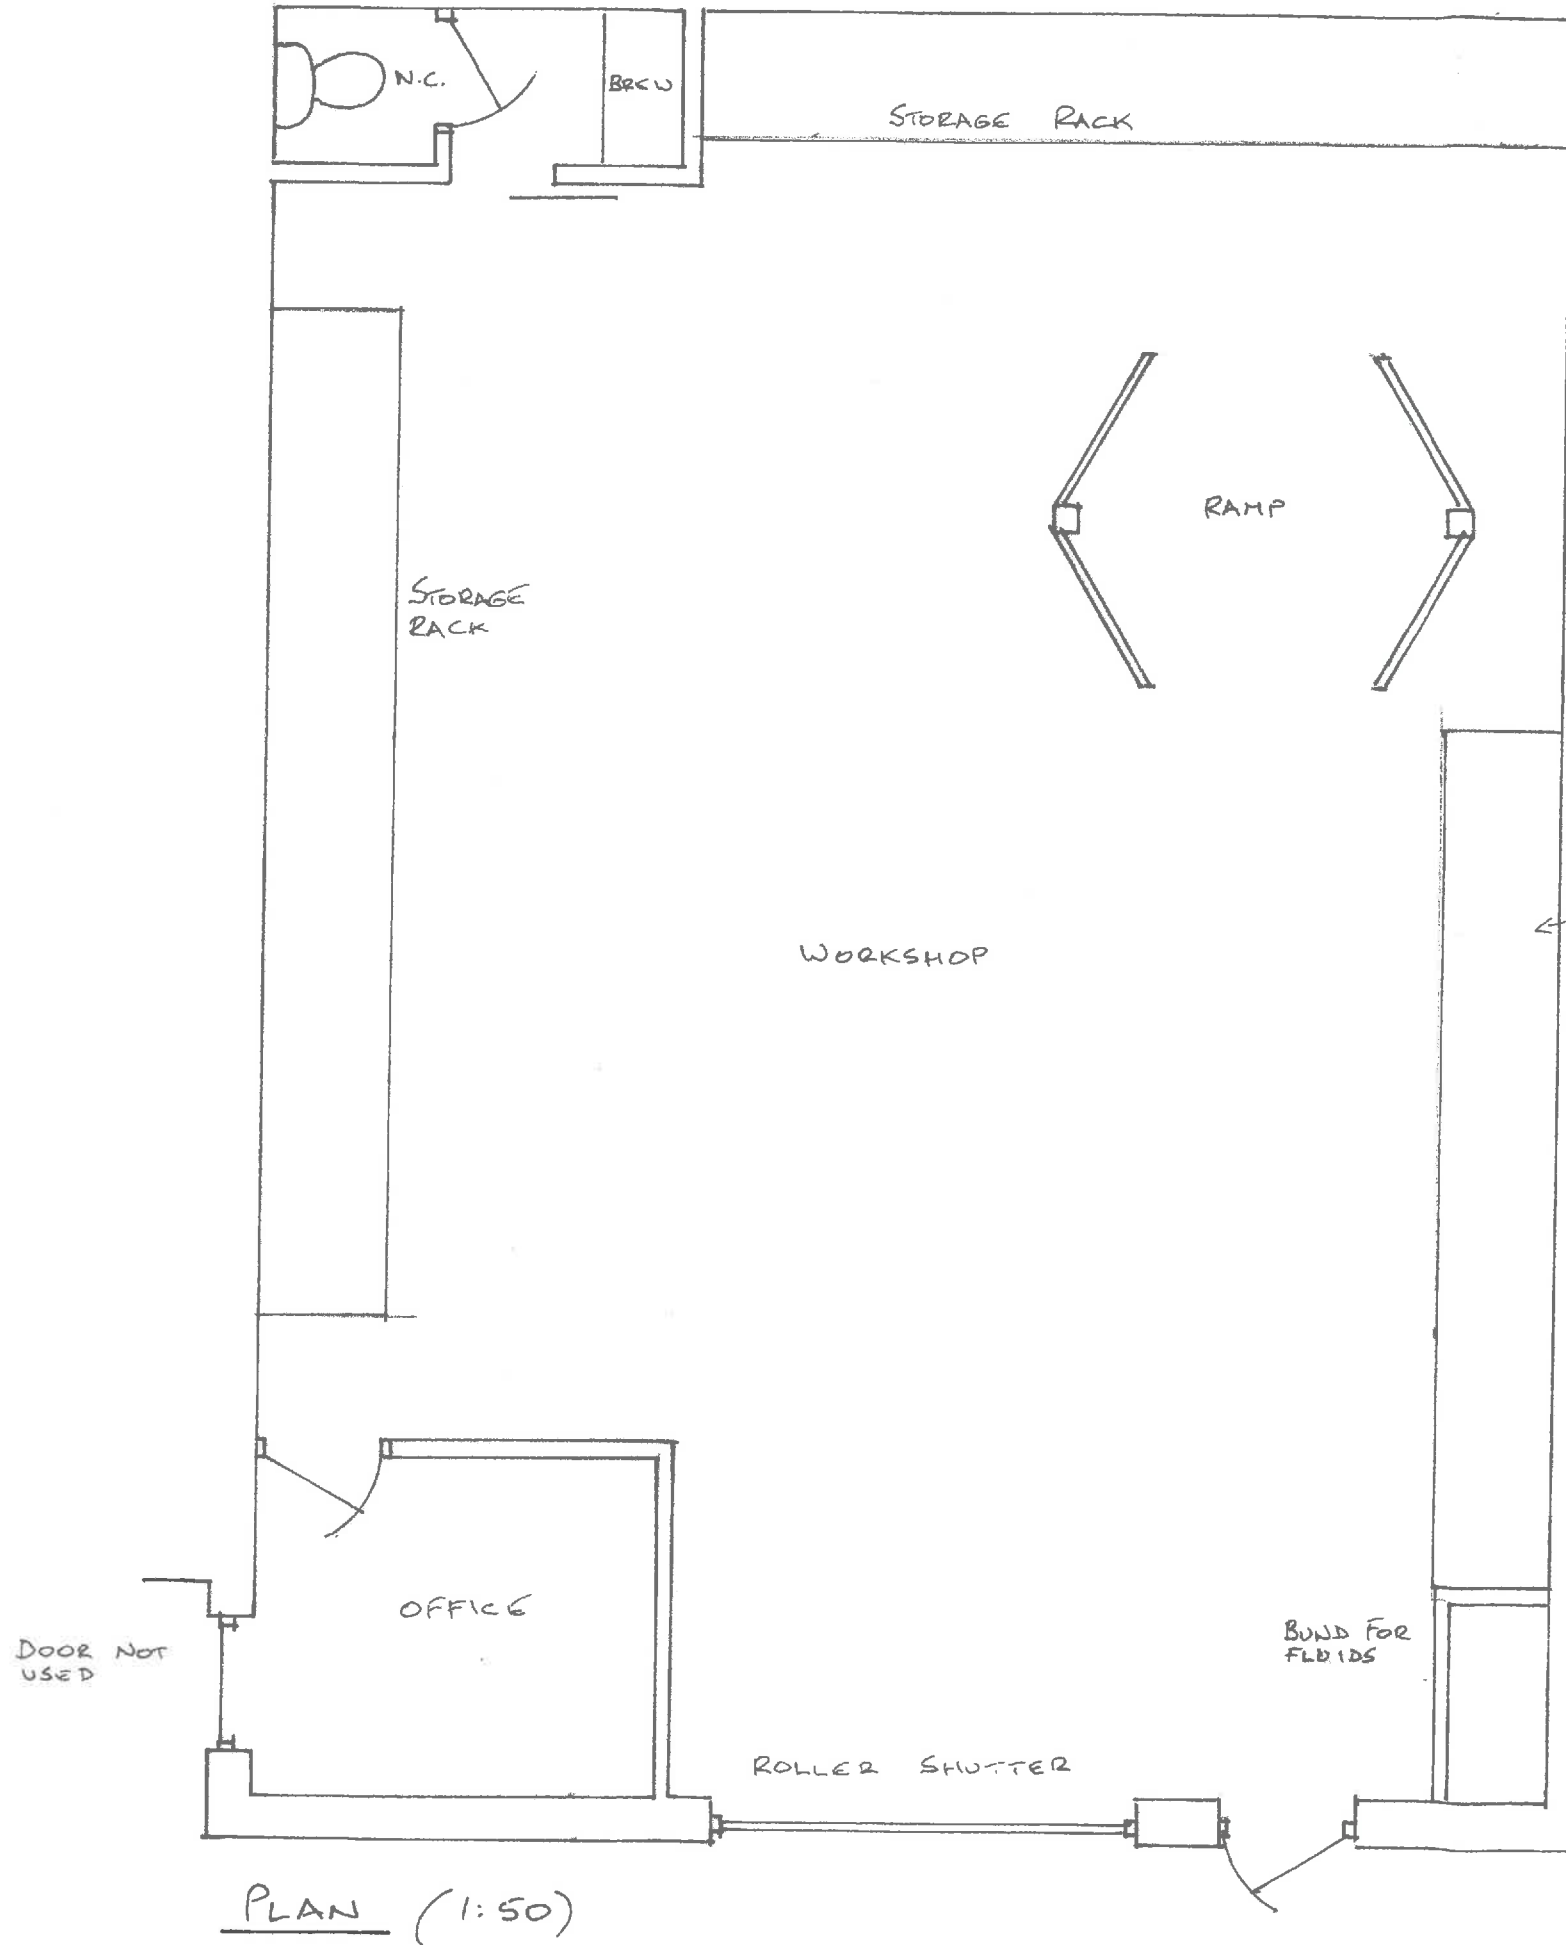 W.C.
BREW
STORAGE RACK
RAMP
STORAGE
RACK
WORKSHOP
OFFICE
DOOR NOT
USED
BUND FOR
FLUIDS
ROLLER SHUTTER
PLAN (1:50)